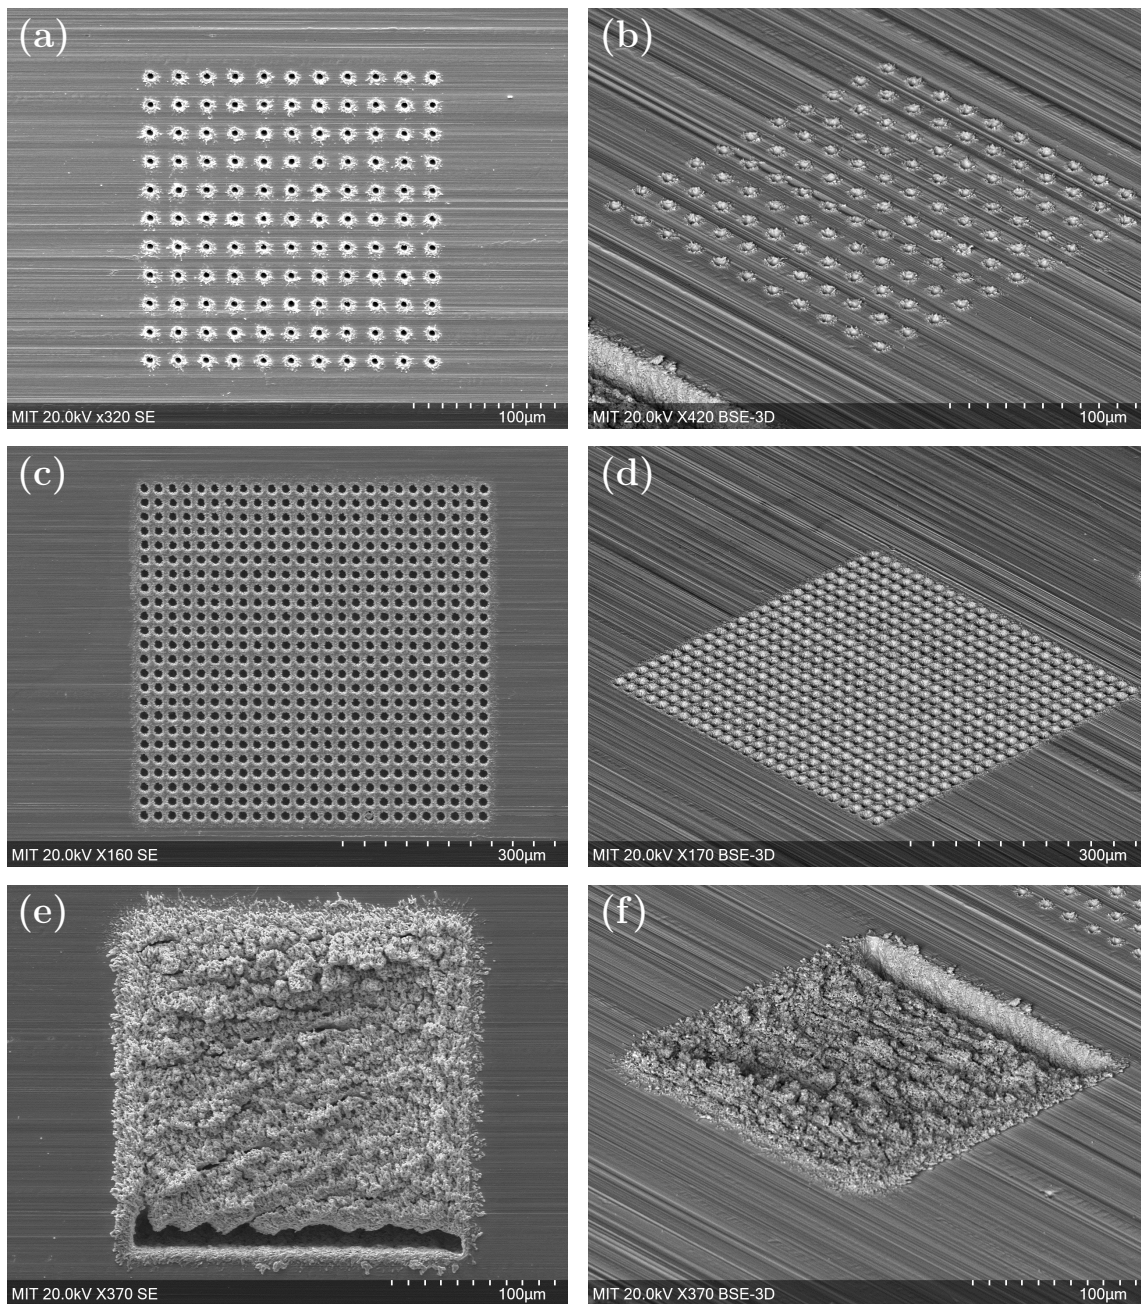 (a)
MIT 20.0kV x320 SE 100µm
(b)
MIT 20.0kV X420 BSE-3D 100µm
(c)
MIT 20.0kV X160 SE 300µm
(d)
MIT 20.0kV X170 BSE-3D 300µm
(e)
MIT 20.0kV X370 SE 100µm
(f)
MIT 20.0kV X370 BSE-3D 100µm